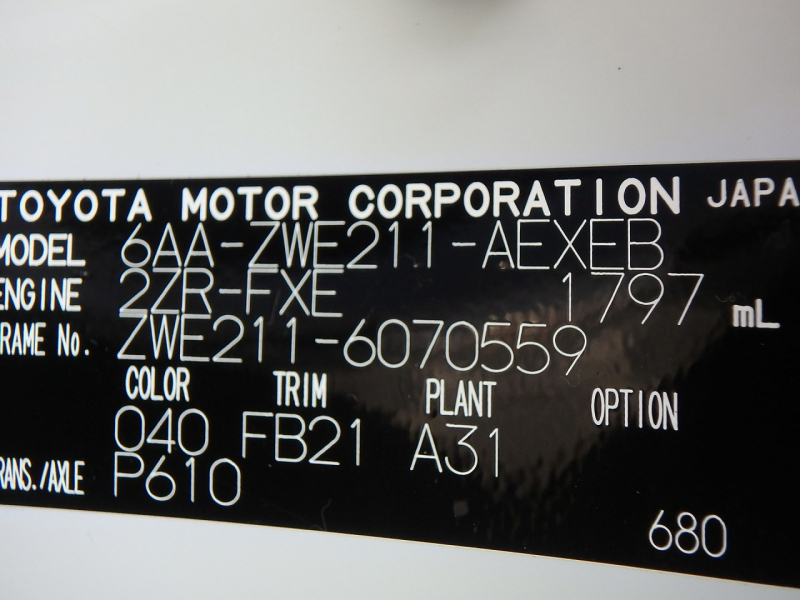 TOYOTA MOTOR CORPORATION JAPA
MODEL 6AA-ZWE211-AEXEB
ENGINE 2ZR-FXE 1797 mL
RAME No. ZWE211-6070559
COLOR TRIM PLANT OPTION
040 FB21 A31
RANS./AXLE P610
680